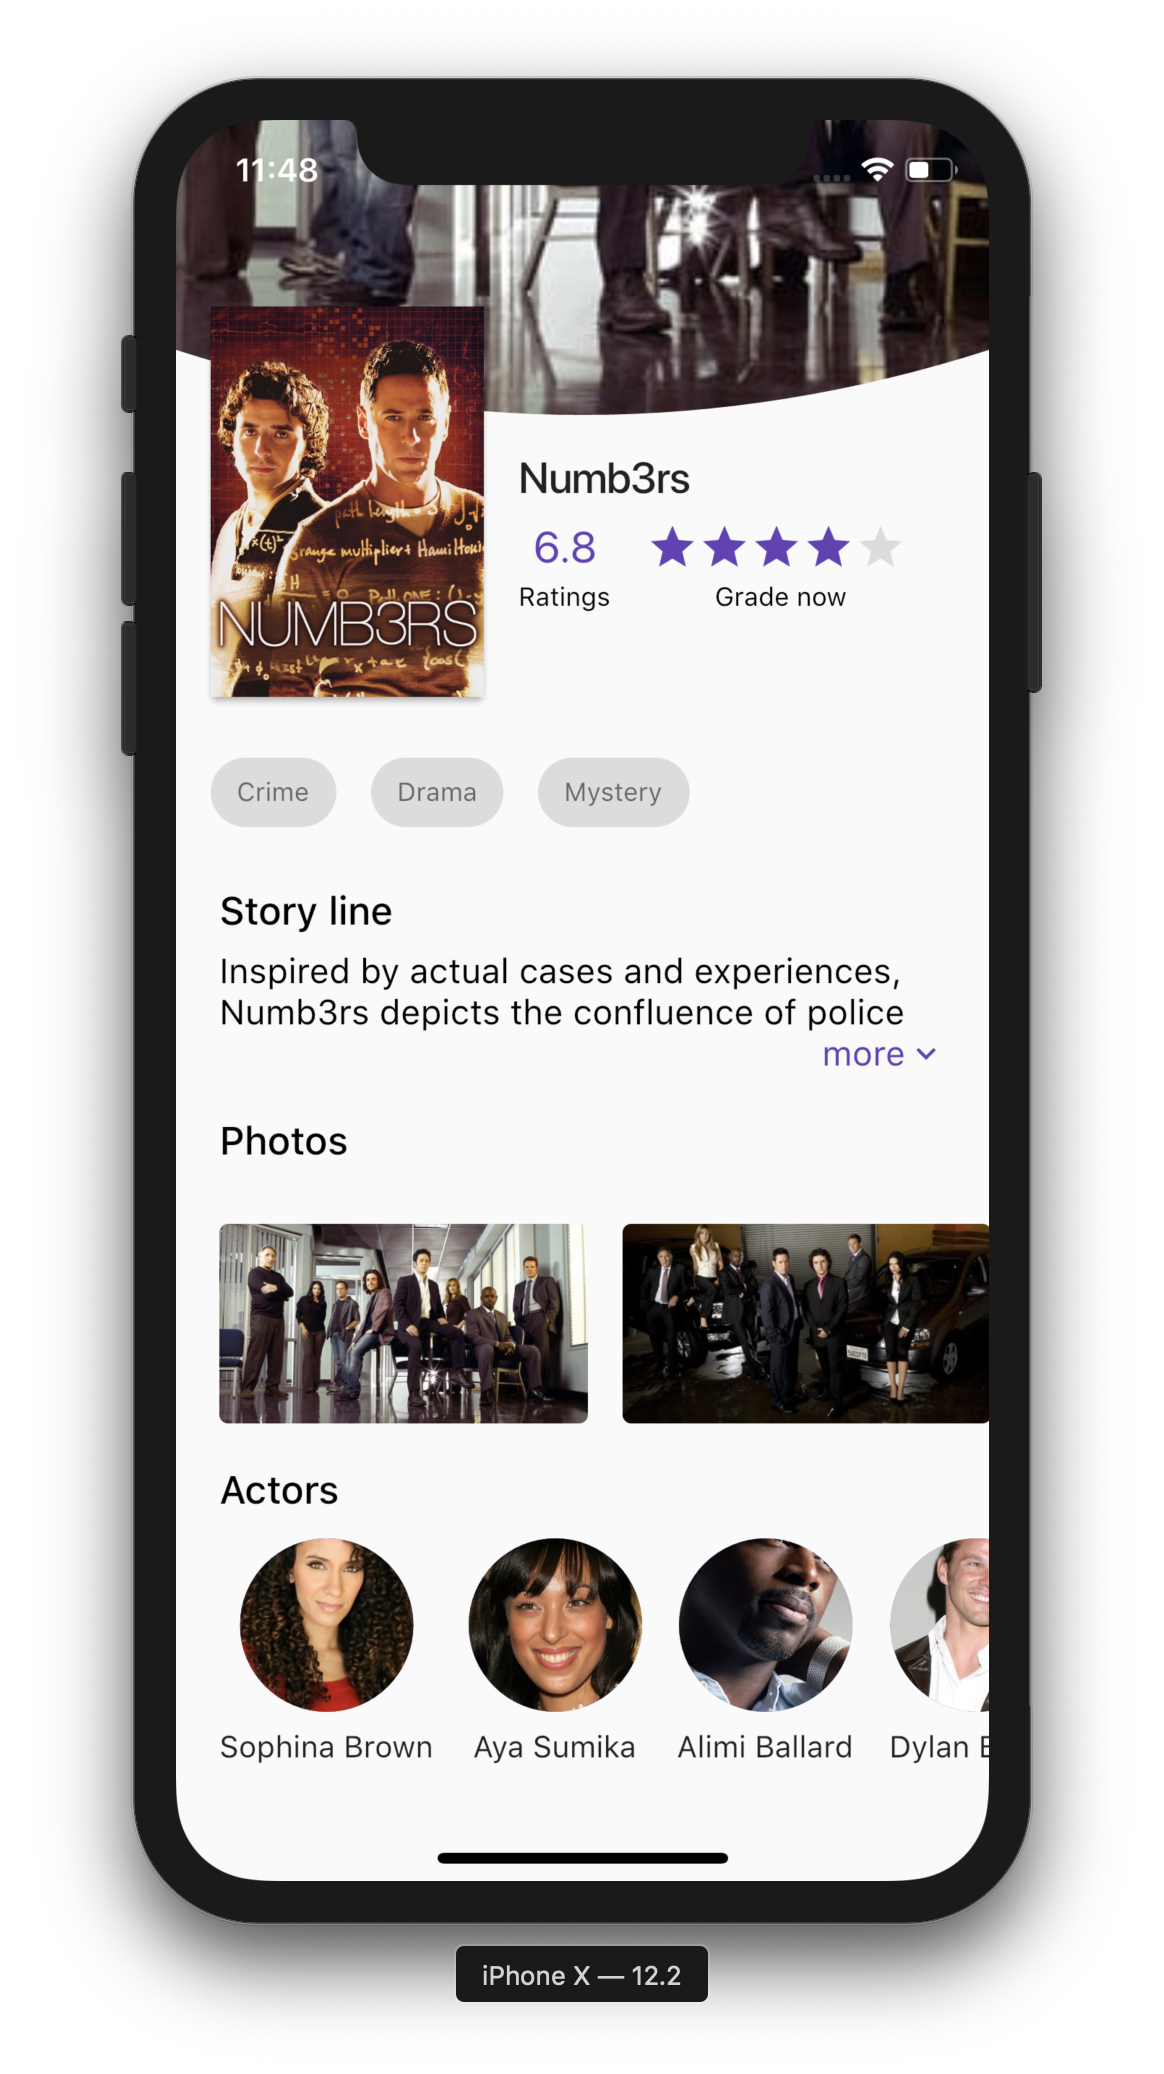 11:48
NUMB3RS
Numb3rs
6.8
Ratings
Grade now
Crime
Drama
Mystery
Story line
Inspired by actual cases and experiences,
Numb3rs depicts the confluence of police
more
Photos
Actors
Sophina Brown
Aya Sumika
Alimi Ballard
Dylan
iPhone X — 12.2